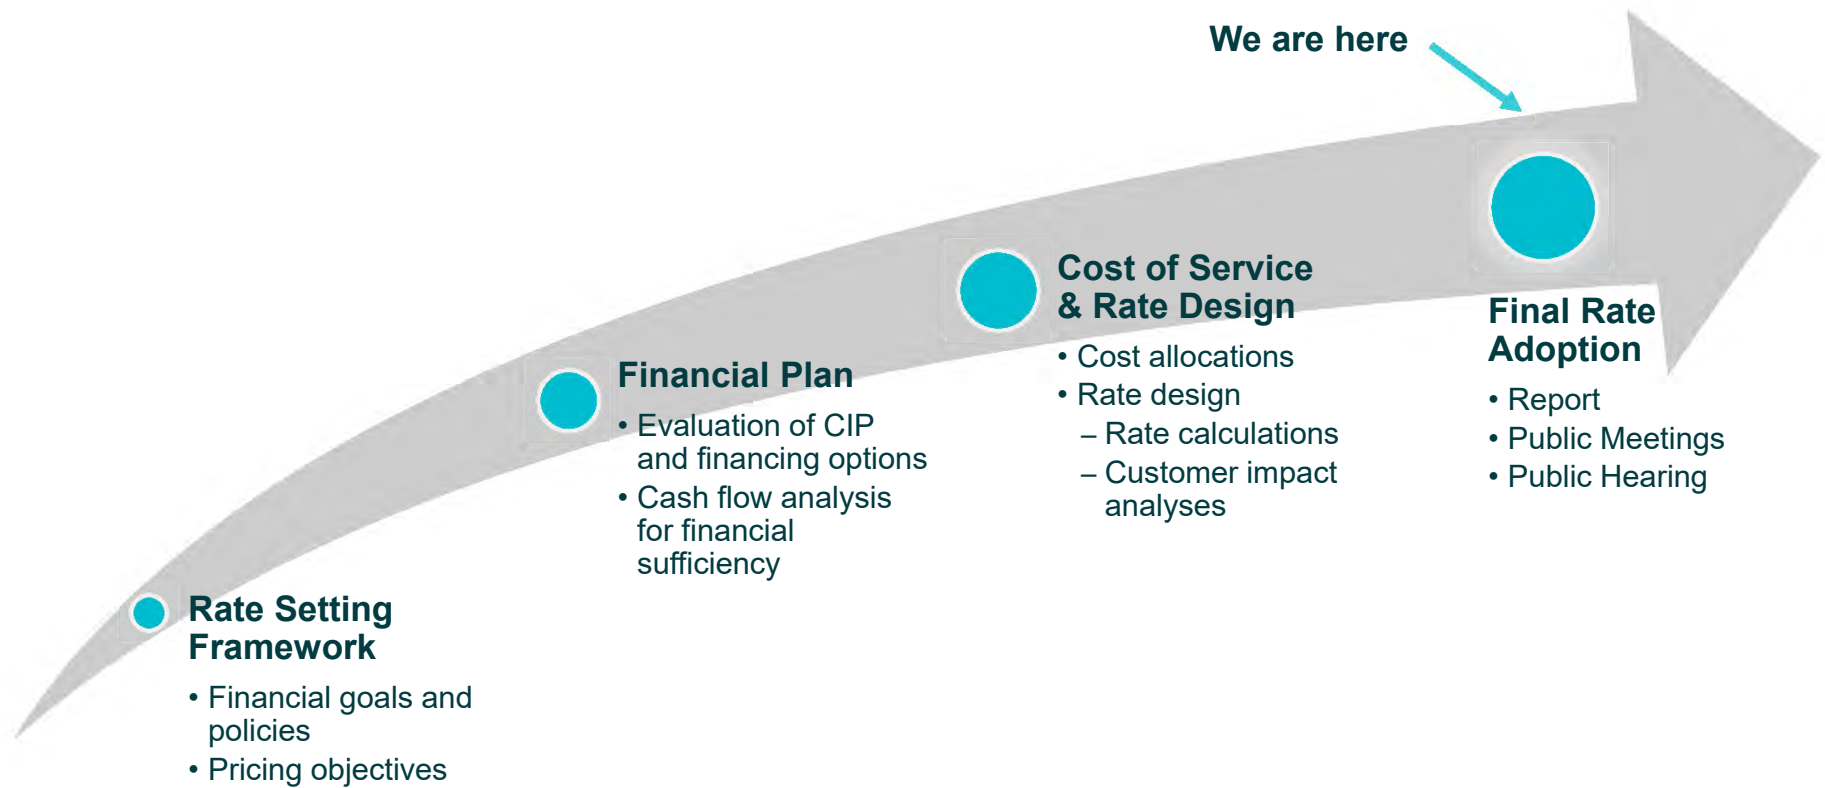 We are here
Rate Setting
Framework
• Financial goals and
policies
• Pricing objectives
Financial Plan
• Evaluation of CIP
and financing options
• Cash flow analysis
for financial
sufficiency
Cost of Service
& Rate Design
• Cost allocations
• Rate design
– Rate calculations
– Customer impact
analyses
Final Rate
Adoption
• Report
• Public Meetings
• Public Hearing